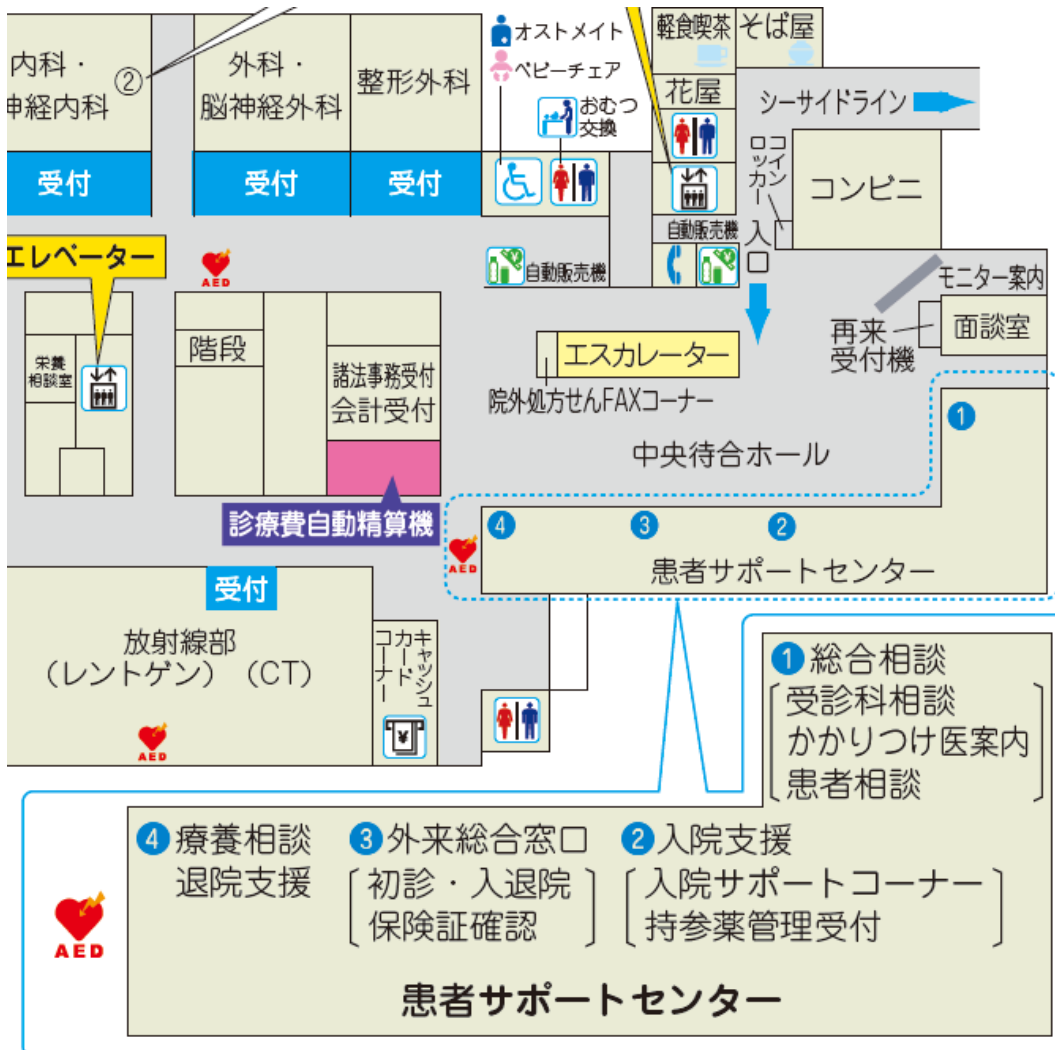 内科・
神経内科
②
外科・
脳神経外科
整形外科
オストメイト
ベビーチェア
おむつ
交換
軽食喫茶
そば屋
花屋
シーサイドライン
コインロッカー
コンビニ
受付
受付
受付
自動販売機
自動販売機
入口
エレベーター
AED
モニター案内
面談室
再来
受付機
階段
栄養
相談室
諸法事務受付
会計受付
エスカレーター
院外処方せんFAXコーナー
中央待合ホール
1
診療費自動精算機
AED
4
3
2
患者サポートセンター
受付
放射線部
(レントゲン) (CT)
キャッシュカードコーナー
¥
AED
1 総合相談
受診科相談
かかりつけ医案内
患者相談
4 療養相談
退院支援
3 外来総合窓口
初診・入退院
保険証確認
2 入院支援
入院サポートコーナー
持参薬管理受付
AED
患者サポートセンター